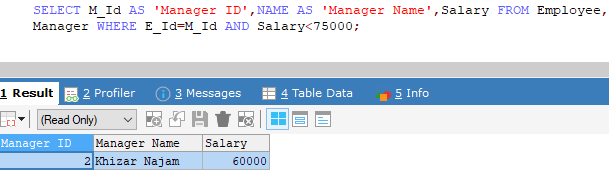 SELECT M_Id AS 'Manager ID',NAME AS 'Manager Name',Salary FROM Employee,
Manager WHERE E_Id=M_Id AND Salary<75000;
1 Result 2 Profiler 3 Messages 4 Table Data 5 Info
(Read Only)
Manager ID Manager Name Salary
2 Khizar Najam 60000